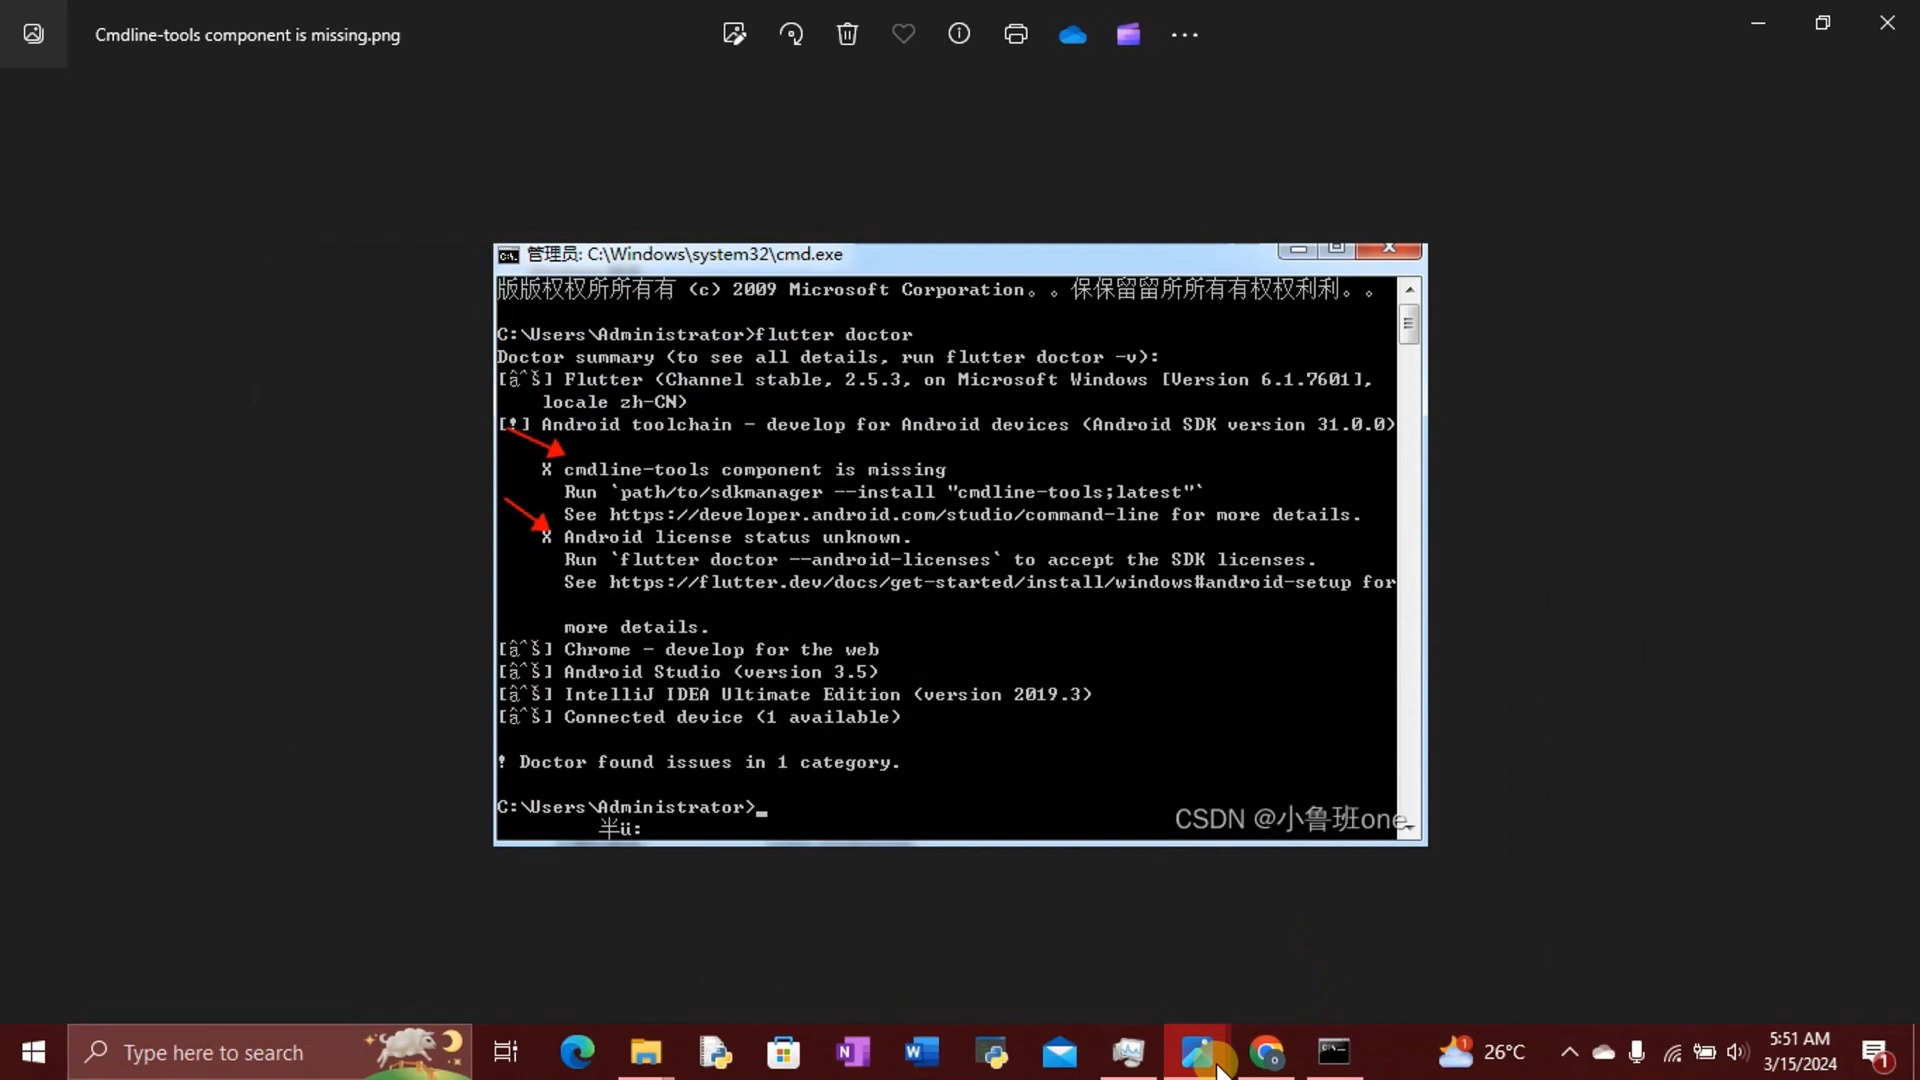 Cmdline-tools component is missing.png
管理员: C:\Windows\system32\cmd.exe
版版权权所所有有 (c) 2009 Microsoft Corporation。。保保留留所所有有权权利利。。
C:\Users\Administrator>flutter doctor
Doctor summary (to see all details, run flutter doctor -v):
[âˆš] Flutter (Channel stable, 2.5.3, on Microsoft Windows [Version 6.1.7601],
locale zh-CN)
[!] Android toolchain - develop for Android devices (Android SDK version 31.0.0)
X cmdline-tools component is missing
Run `path/to/sdkmanager --install "cmdline-tools;latest"`
See https://developer.android.com/studio/command-line for more details.
X Android license status unknown.
Run `flutter doctor --android-licenses` to accept the SDK licenses.
See https://flutter.dev/docs/get-started/install/windows#android-setup for
more details.
[âˆš] Chrome - develop for the web
[âˆš] Android Studio (version 3.5)
[âˆš] IntelliJ IDEA Ultimate Edition (version 2019.3)
[âˆš] Connected device (1 available)
! Doctor found issues in 1 category.
C:\Users\Administrator>_
CSDN @小鲁班one
半ü:
Type here to search
1
26°C
5:51 AM
3/15/2024
1